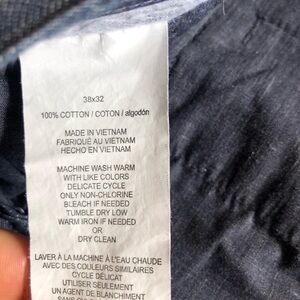 38x32
100% COTTON / COTON / algodón
MADE IN VIETNAM
FABRIQUÉ AU VIETNAM
HECHO EN VIETNAM
MACHINE WASH WARM
WITH LIKE COLORS
DELICATE CYCLE
ONLY NON-CHLORINE
BLEACH IF NEEDED
TUMBLE DRY LOW
WARM IRON IF NEEDED
OR
DRY CLEAN
LAVER À LA MACHINE À L'EAU CHAUDE
AVEC DES COULEURS SIMILAIRES
CYCLE DÉLICAT
UTILISER SEULEMENT
UN AGENT DE BLANCHIMENT